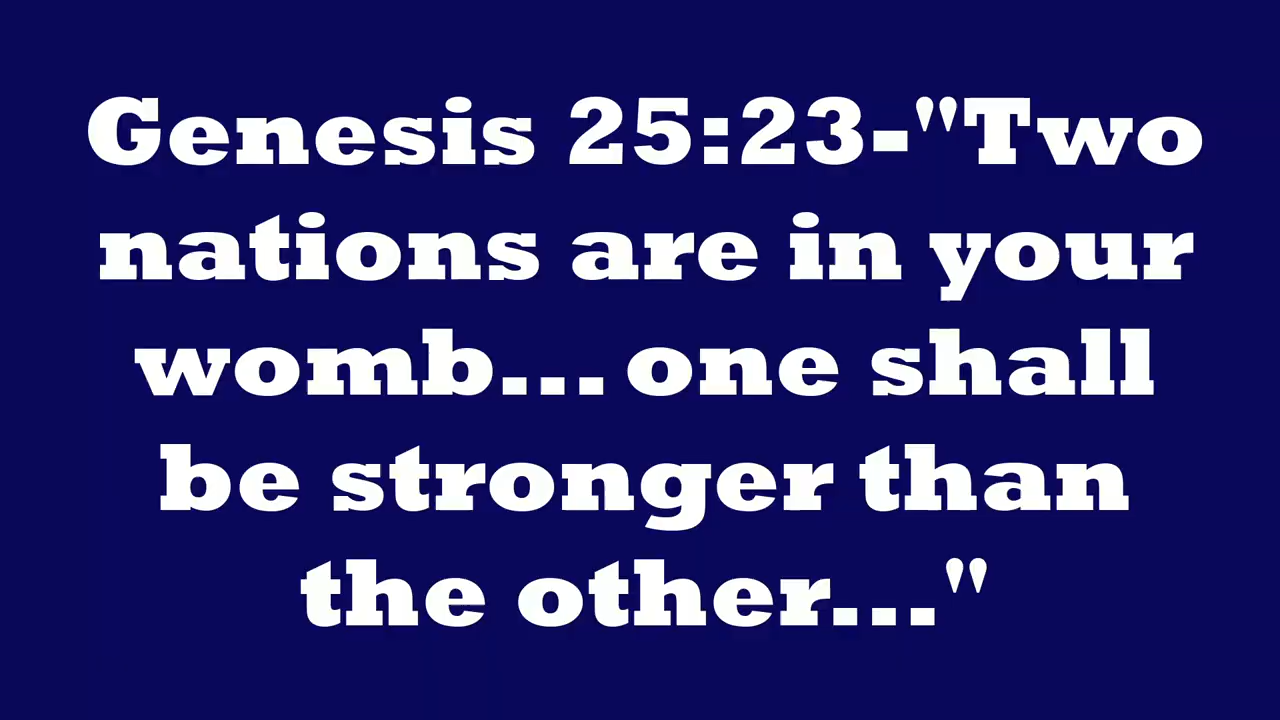 Genesis 25:23-"Two
nations are in your
womb... one shall
be stronger than
the other..."